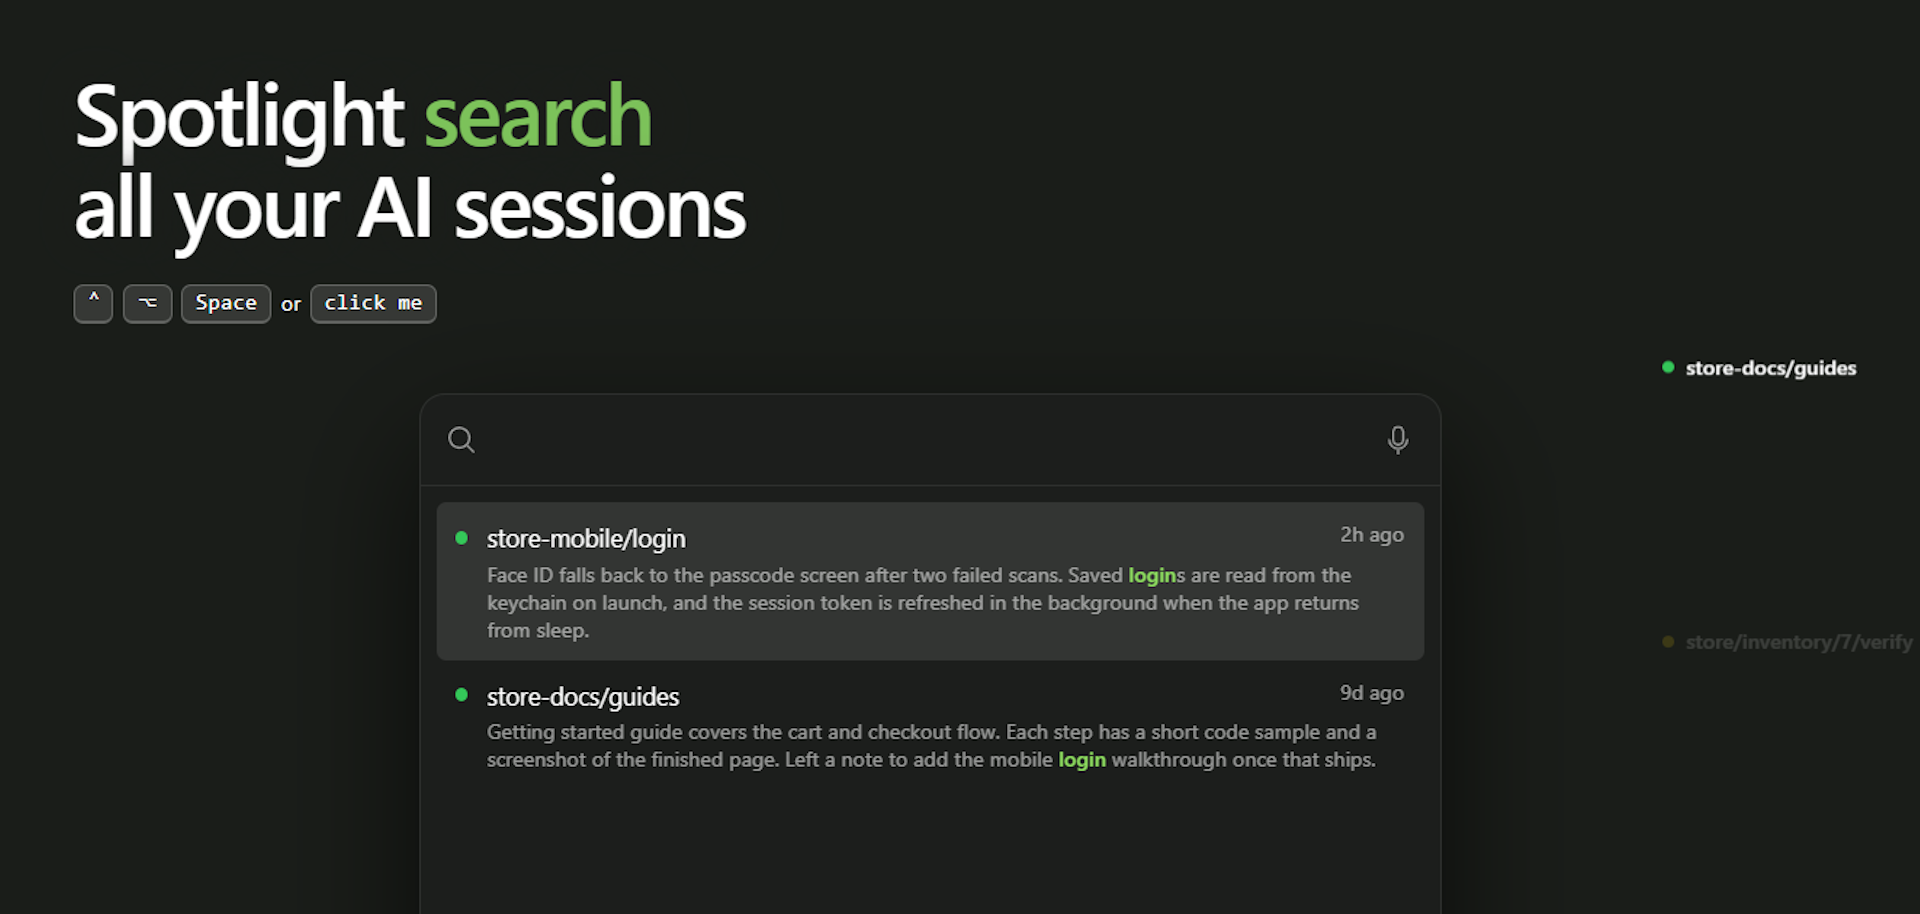 Spotlight search
all your AI sessions
^ ⌥ Space or click me
store-docs/guides
store-mobile/login 2h ago
Face ID falls back to the passcode screen after two failed scans. Saved logins are read from the
keychain on launch, and the session token is refreshed in the background when the app returns
from sleep.
store/inventory/7/verify
store-docs/guides 9d ago
Getting started guide covers the cart and checkout flow. Each step has a short code sample and a
screenshot of the finished page. Left a note to add the mobile login walkthrough once that ships.